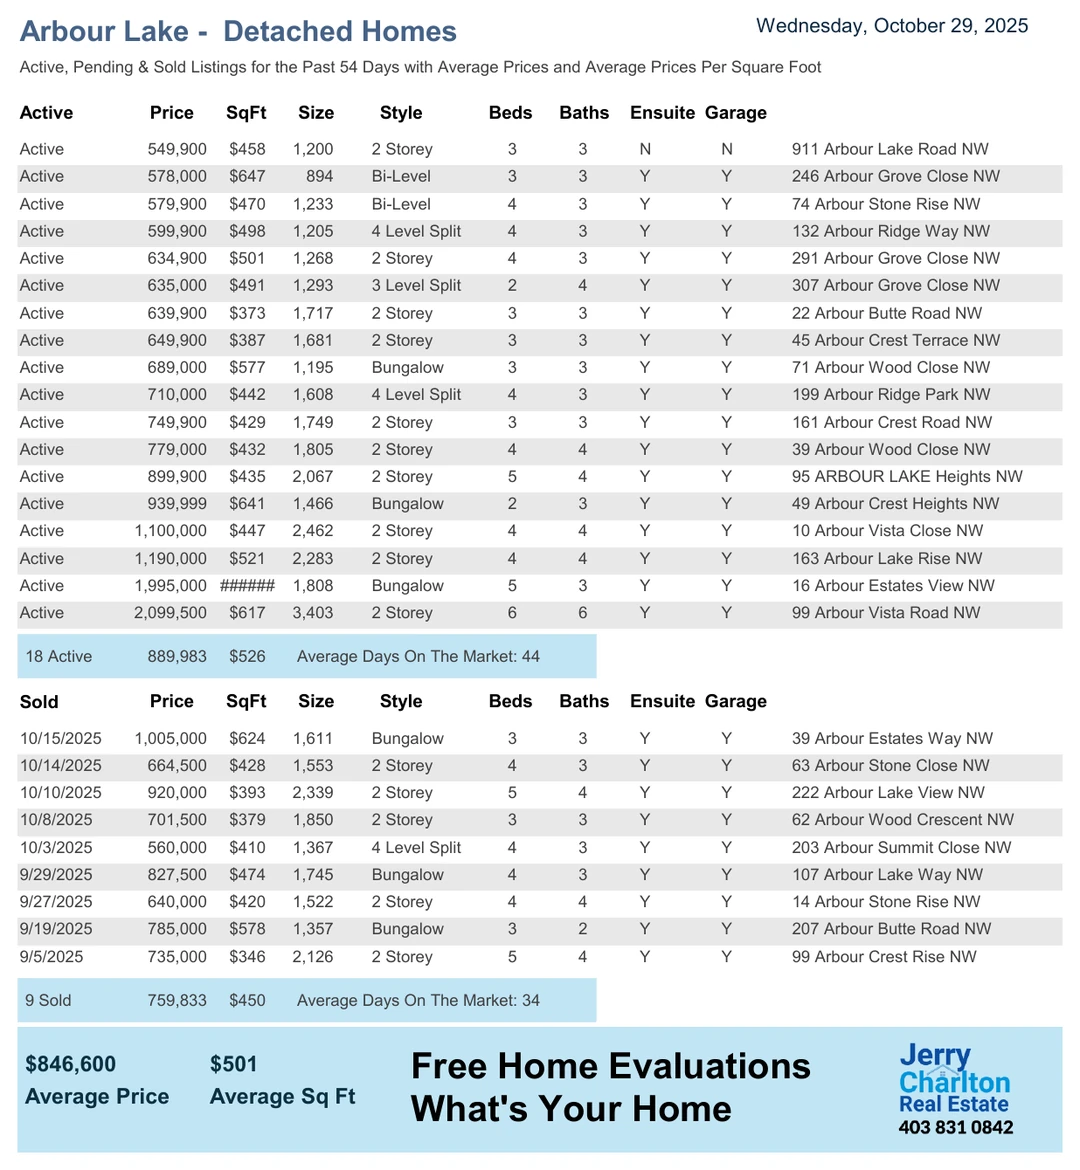 Arbour Lake - Detached Homes
Wednesday, October 29, 2025
Active, Pending & Sold Listings for the Past 54 Days with Average Prices and Average Prices Per Square Foot
Active Price SqFt Size Style Beds Baths Ensuite Garage
Active 549,900 $458 1,200 2 Storey 3 3 N N 911 Arbour Lake Road NW
Active 578,000 $647 894 Bi-Level 3 3 Y Y 246 Arbour Grove Close NW
Active 579,900 $470 1,233 Bi-Level 4 3 Y Y 74 Arbour Stone Rise NW
Active 599,900 $498 1,205 4 Level Split 4 3 Y Y 132 Arbour Ridge Way NW
Active 634,900 $501 1,268 2 Storey 4 3 Y Y 291 Arbour Grove Close NW
Active 635,000 $491 1,293 3 Level Split 2 4 Y Y 307 Arbour Grove Close NW
Active 639,900 $373 1,717 2 Storey 3 3 Y Y 22 Arbour Butte Road NW
Active 649,900 $387 1,681 2 Storey 3 3 Y Y 45 Arbour Crest Terrace NW
Active 689,000 $577 1,195 Bungalow 3 3 Y Y 71 Arbour Wood Close NW
Active 710,000 $442 1,608 4 Level Split 4 3 Y Y 199 Arbour Ridge Park NW
Active 749,900 $429 1,749 2 Storey 3 3 Y Y 161 Arbour Crest Road NW
Active 779,000 $432 1,805 2 Storey 4 4 Y Y 39 Arbour Wood Close NW
Active 899,900 $435 2,067 2 Storey 5 4 Y Y 95 ARBOUR LAKE Heights NW
Active 939,999 $641 1,466 Bungalow 2 3 Y Y 49 Arbour Crest Heights NW
Active 1,100,000 $447 2,462 2 Storey 4 4 Y Y 10 Arbour Vista Close NW
Active 1,190,000 $521 2,283 2 Storey 4 4 Y Y 163 Arbour Lake Rise NW
Active 1,995,000 ###### 1,808 Bungalow 5 3 Y Y 16 Arbour Estates View NW
Active 2,099,500 $617 3,403 2 Storey 6 6 Y Y 99 Arbour Vista Road NW
18 Active 889,983 $526 Average Days On The Market: 44
Sold Price SqFt Size Style Beds Baths Ensuite Garage
10/15/2025 1,005,000 $624 1,611 Bungalow 3 3 Y Y 39 Arbour Estates Way NW
10/14/2025 664,500 $428 1,553 2 Storey 4 3 Y Y 63 Arbour Stone Close NW
10/10/2025 920,000 $393 2,339 2 Storey 5 4 Y Y 222 Arbour Lake View NW
10/8/2025 701,500 $379 1,850 2 Storey 3 3 Y Y 62 Arbour Wood Crescent NW
10/3/2025 560,000 $410 1,367 4 Level Split 4 3 Y Y 203 Arbour Summit Close NW
9/29/2025 827,500 $474 1,745 Bungalow 4 3 Y Y 107 Arbour Lake Way NW
9/27/2025 640,000 $420 1,522 2 Storey 4 4 Y Y 14 Arbour Stone Rise NW
9/19/2025 785,000 $578 1,357 Bungalow 3 2 Y Y 207 Arbour Butte Road NW
9/5/2025 735,000 $346 2,126 2 Storey 5 4 Y Y 99 Arbour Crest Rise NW
9 Sold 759,833 $450 Average Days On The Market: 34
$846,600 $501
Average Price Average Sq Ft
Free Home Evaluations
What's Your Home
Jerry
Charlton
Real Estate
403 831 0842